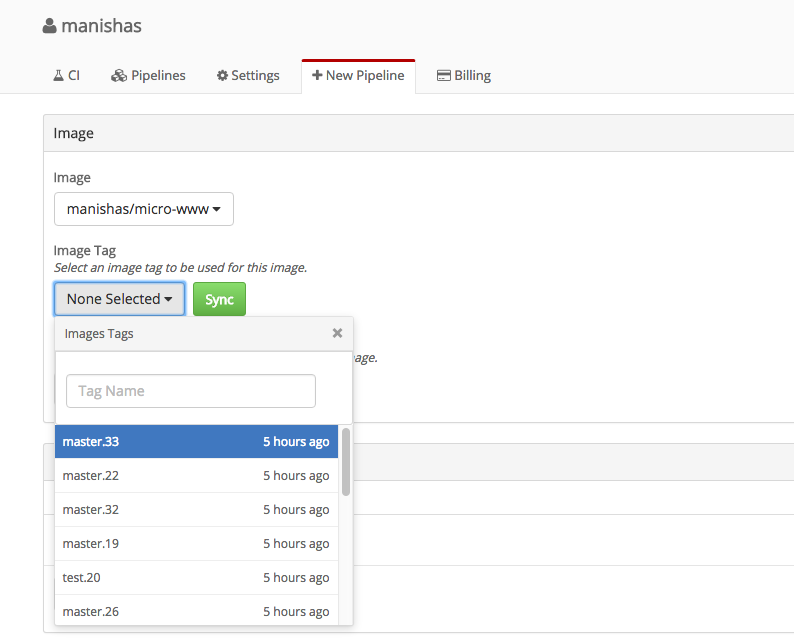 manishas
CI Pipelines Settings New Pipeline Billing
Image
Image
manishas/micro-www
Image Tag
Select an image tag to be used for this image.
None Selected Sync
Images Tags
age.
Tag Name
master.33 5 hours ago
master.22 5 hours ago
master.32 5 hours ago
master.19 5 hours ago
test.20 5 hours ago
master.26 5 hours ago